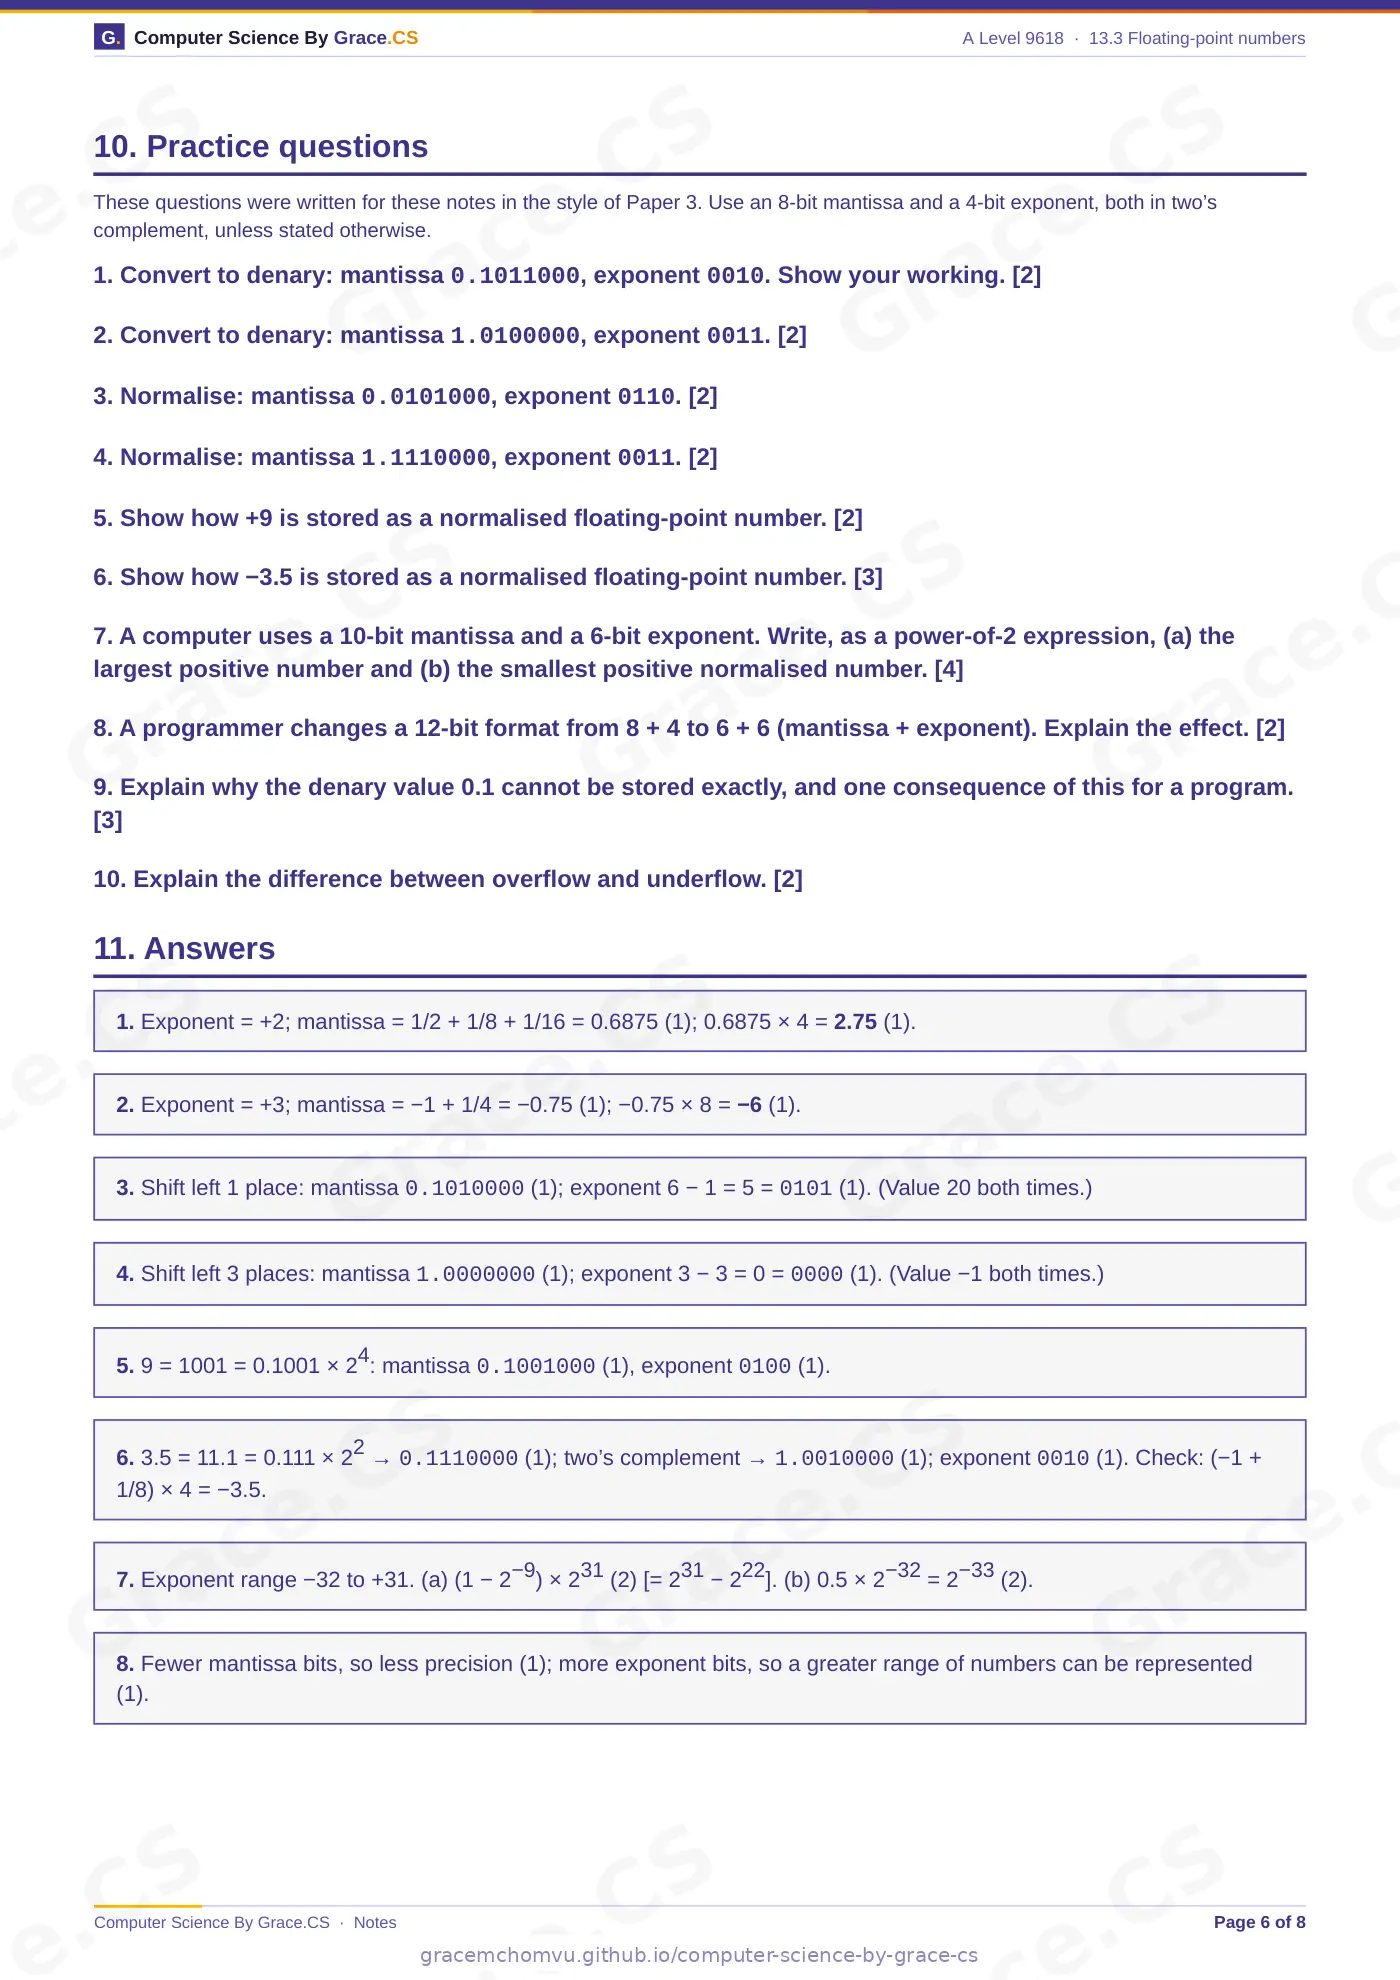 G. Computer Science By Grace.CS
A Level 9618 · 13.3 Floating-point numbers
10. Practice questions
These questions were written for these notes in the style of Paper 3. Use an 8-bit mantissa and a 4-bit exponent, both in two’s
complement, unless stated otherwise.
1. Convert to denary: mantissa 0.1011000, exponent 0010. Show your working. [2]
2. Convert to denary: mantissa 1.0100000, exponent 0011. [2]
3. Normalise: mantissa 0.0101000, exponent 0110. [2]
4. Normalise: mantissa 1.1110000, exponent 0011. [2]
5. Show how +9 is stored as a normalised floating-point number. [2]
6. Show how −3.5 is stored as a normalised floating-point number. [3]
7. A computer uses a 10-bit mantissa and a 6-bit exponent. Write, as a power-of-2 expression, (a) the
largest positive number and (b) the smallest positive normalised number. [4]
8. A programmer changes a 12-bit format from 8 + 4 to 6 + 6 (mantissa + exponent). Explain the effect. [2]
9. Explain why the denary value 0.1 cannot be stored exactly, and one consequence of this for a program.
[3]
10. Explain the difference between overflow and underflow. [2]
11. Answers
1. Exponent = +2; mantissa = 1/2 + 1/8 + 1/16 = 0.6875 (1); 0.6875 × 4 = 2.75 (1).
2. Exponent = +3; mantissa = −1 + 1/4 = −0.75 (1); −0.75 × 8 = −6 (1).
3. Shift left 1 place: mantissa 0.1010000 (1); exponent 6 − 1 = 5 = 0101 (1). (Value 20 both times.)
4. Shift left 3 places: mantissa 1.0000000 (1); exponent 3 − 3 = 0 = 0000 (1). (Value −1 both times.)
5. 9 = 1001 = 0.1001 × 2⁴: mantissa 0.1001000 (1), exponent 0100 (1).
6. 3.5 = 11.1 = 0.111 × 2² → 0.1110000 (1); two’s complement → 1.0010000 (1); exponent 0010 (1). Check: (−1 +
1/8) × 4 = −3.5.
7. Exponent range −32 to +31. (a) (1 − 2⁻⁹) × 2³¹ (2) [= 2³¹ − 2²²]. (b) 0.5 × 2⁻³² = 2⁻³³ (2).
8. Fewer mantissa bits, so less precision (1); more exponent bits, so a greater range of numbers can be represented
(1).
Computer Science By Grace.CS · Notes
Page 6 of 8
gracemchomvu.github.io/computer-science-by-grace-cs